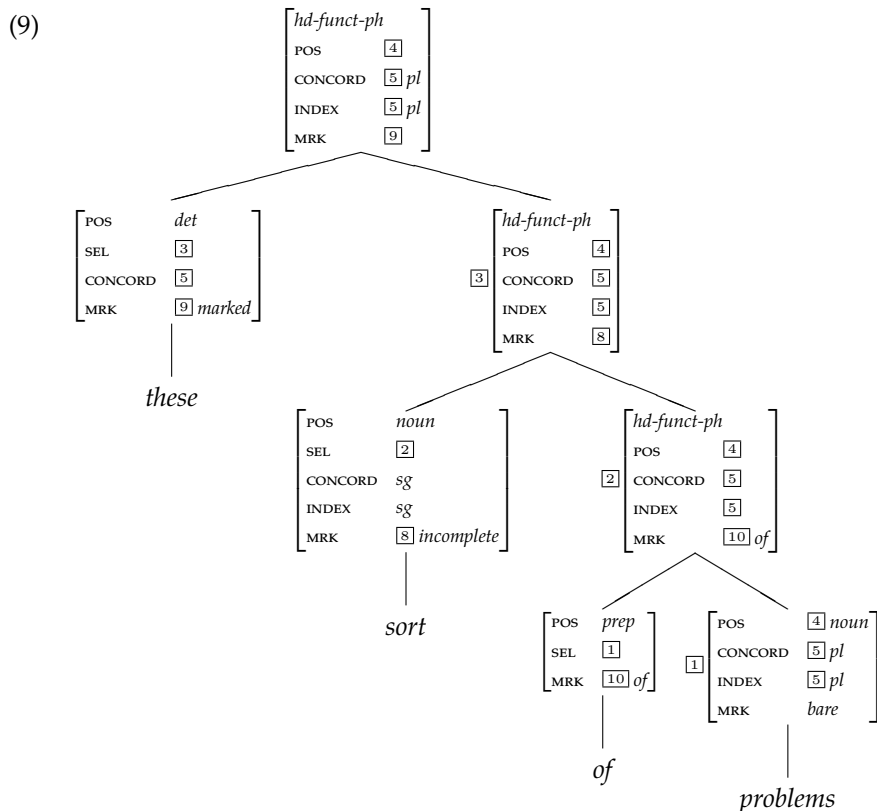 (9)
hd-funct-ph
POS 4
CONCORD 5 pl
INDEX 5 pl
MRK 9
POS det
SEL 3
CONCORD 5
MRK 9 marked
these
3
hd-funct-ph
POS 4
CONCORD 5
INDEX 5
MRK 8
POS noun
SEL 2
CONCORD sg
INDEX sg
MRK 8 incomplete
sort
2
hd-funct-ph
POS 4
CONCORD 5
INDEX 5
MRK 10 of
POS prep
SEL 1
MRK 10 of
of
1
POS 4 noun
CONCORD 5 pl
INDEX 5 pl
MRK bare
problems